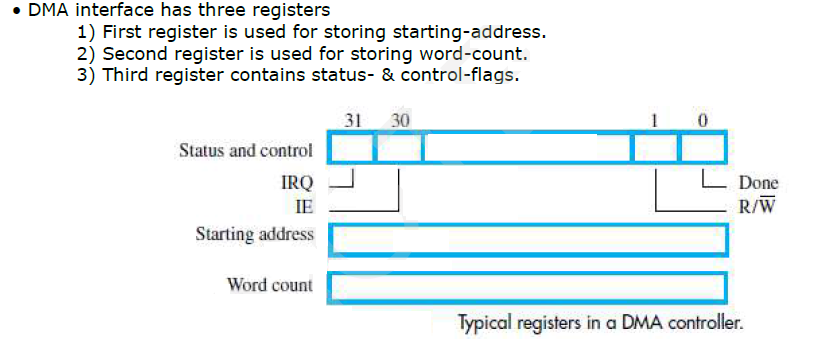 • DMA interface has three registers
1) First register is used for storing starting-address.
2) Second register is used for storing word-count.
3) Third register contains status- & control-flags.
31 30 1 0
Status and control
IRQ Done
IE R/W̅
Starting address
Word count
Typical registers in a DMA controller.